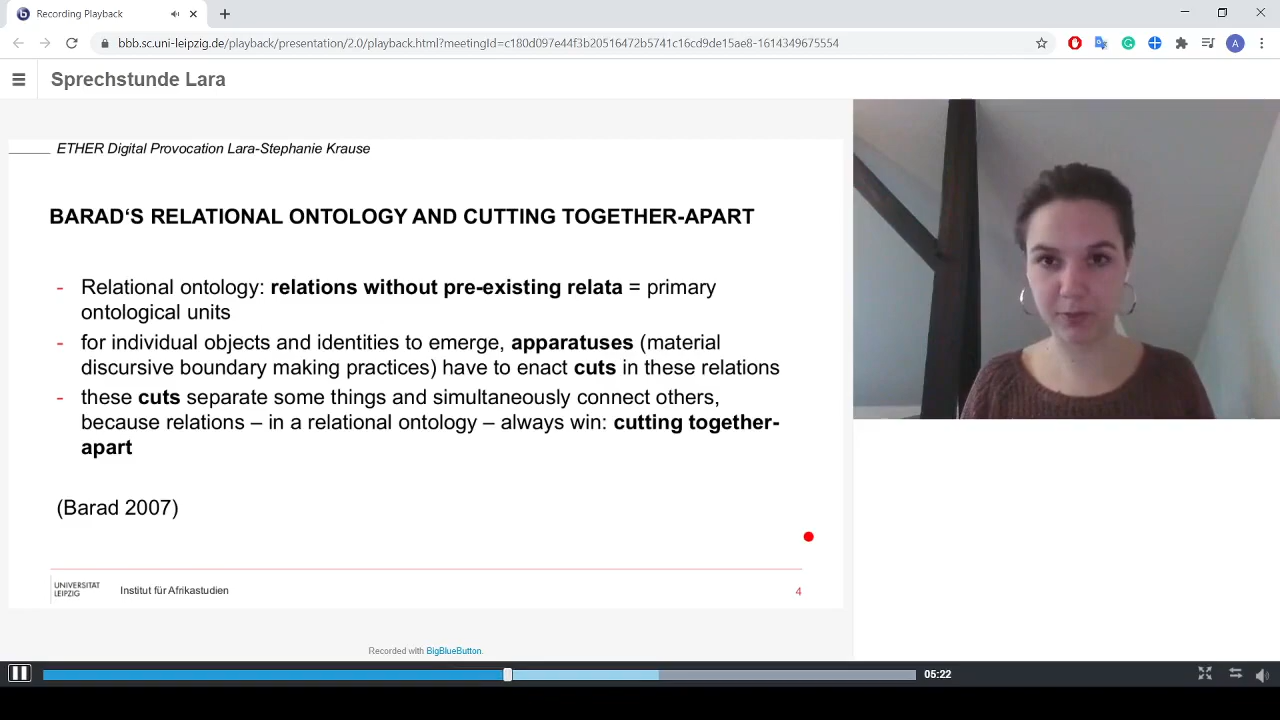 Recording Playback
bbb.sc.uni-leipzig.de/playback/presentation/2.0/playback.html?meetingId=c180d097e44f3b20516472b5741c16cd9de15ae8-1614349675554
A
Sprechstunde Lara
ETHER Digital Provocation Lara-Stephanie Krause
BARAD‘S RELATIONAL ONTOLOGY AND CUTTING TOGETHER-APART
- Relational ontology: relations without pre-existing relata = primary
ontological units
- for individual objects and identities to emerge, apparatuses (material
discursive boundary making practices) have to enact cuts in these relations
- these cuts separate some things and simultaneously connect others,
because relations – in a relational ontology – always win: cutting together-
apart
(Barad 2007)
UNIVERSITÄT
LEIPZIG
Institut für Afrikastudien
4
Recorded with BigBlueButton.
05:22